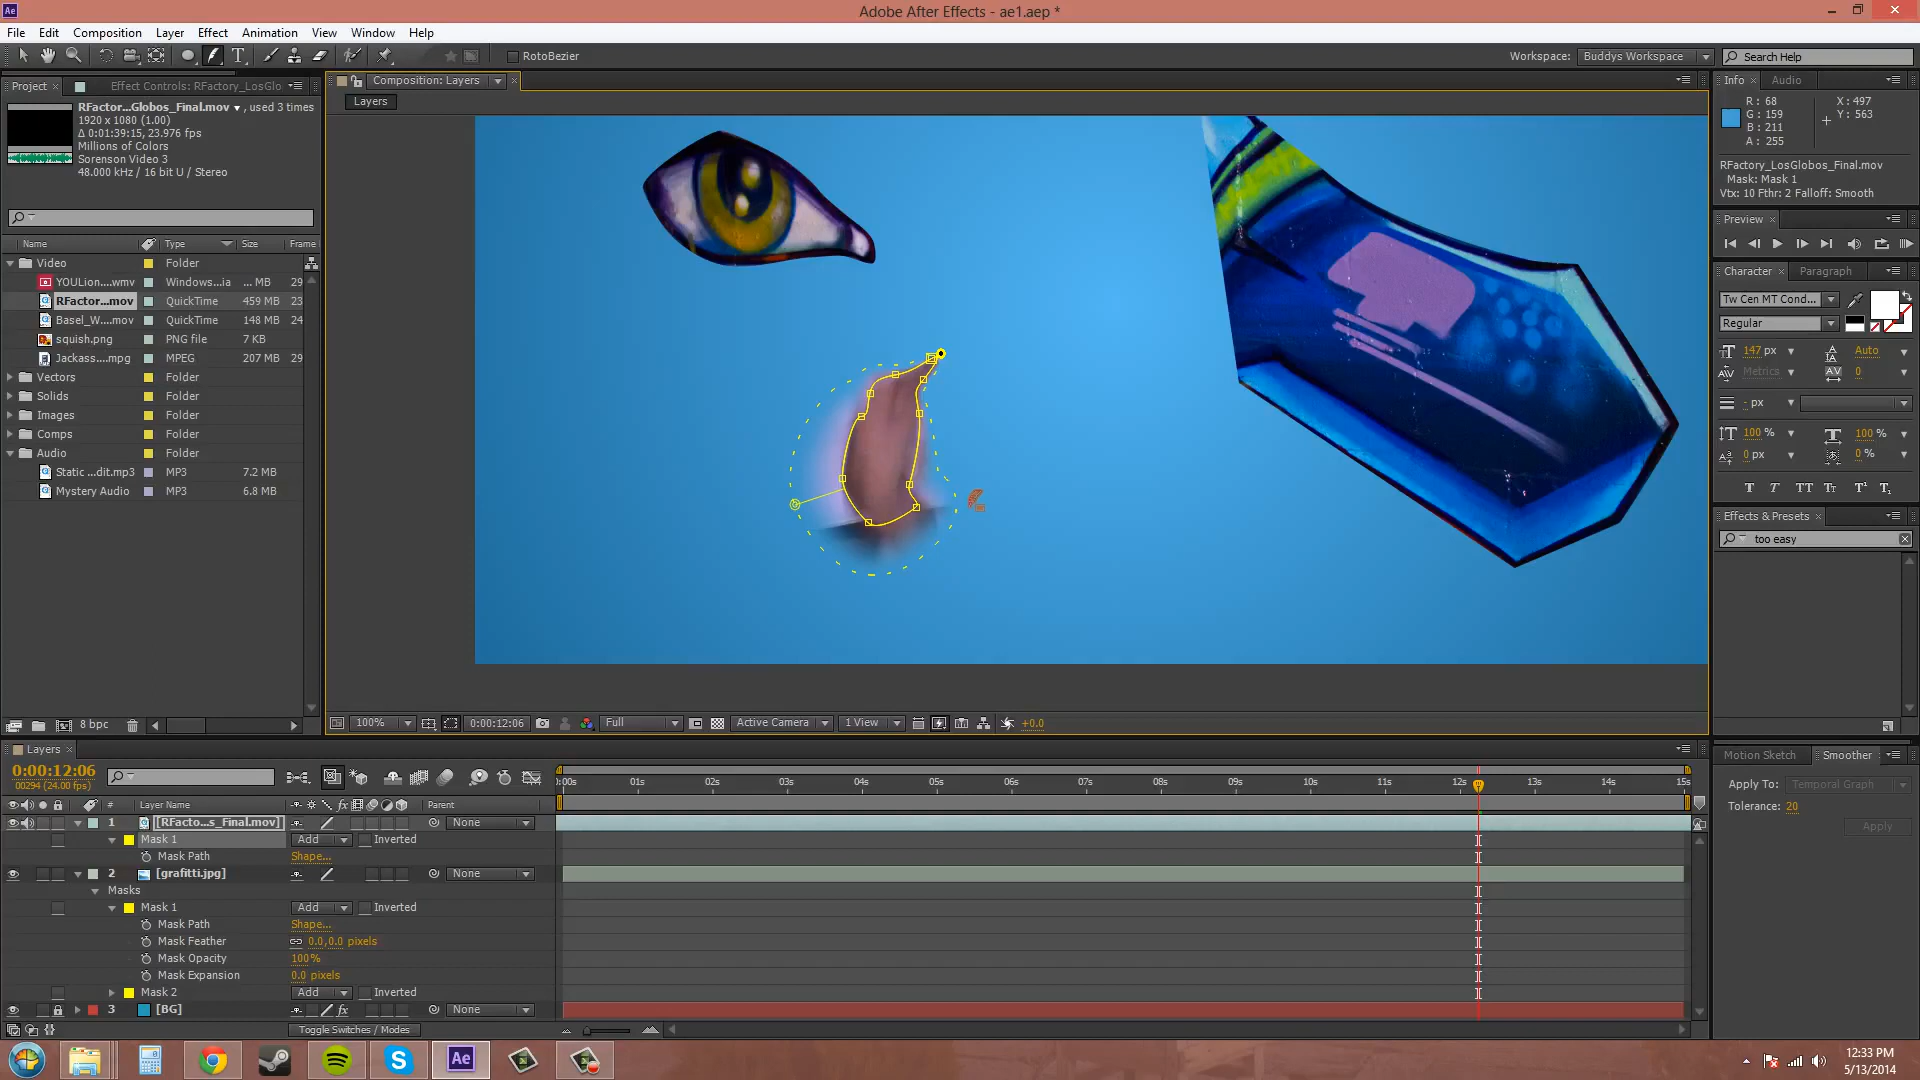 Adobe After Effects - ae1.aep *
File Edit Composition Layer Effect Animation View Window Help
RotoBezier
Workspace: Buddys Workspace
Search Help
Project
Effect Controls: RFactory_LosGlo
RFactor...Globos_Final.mov , used 3 times
1920 x 1080 (1.00)
Δ 0:01:39:15, 23.976 fps
Millions of Colors
Sorenson Video 3
48.000 kHz / 16 bit U / Stereo
Name Type Size Frame
Video Folder
YOULion....wmv Windows...ia ... MB 29
RFactor...mov QuickTime 459 MB 23
Basel_W....mov QuickTime 148 MB 24
squish.png PNG file 7 KB
Jackass....mpg MPEG 207 MB 29
Vectors Folder
Solids Folder
Images Folder
Comps Folder
Audio Folder
Static ...dit.mp3 MP3 7.2 MB
Mystery Audio MP3 6.8 MB
8 bpc
Composition: Layers
Layers
100% 0:00:12:06 Full Active Camera 1 View +0.0
Info Audio
R: 68 X: 497
G: 159 Y: 563
B: 211
A: 255
RFactory_LosGlobos_Final.mov
Mask: Mask 1
Vtx: 10 Fthr: 2 Falloff: Smooth
Preview
Character Paragraph
Tw Cen MT Cond...
Regular
147 px Auto
Metrics 0
- px
100 % 100 %
0 px 0 %
T T TT Tt T¹ T₁
Effects & Presets
too easy
Layers
0:00:12:06
00294 (24.00 fps)
:00s 01s 02s 03s 04s 05s 06s 07s 08s 09s 10s 11s 12s 13s 14s 15s
# Layer Name Parent
1 [RFacto...s_Final.mov] None
Mask 1 Add Inverted
Mask Path Shape...
2 [grafitti.jpg] None
Masks
Mask 1 Add Inverted
Mask Path Shape...
Mask Feather 0.0,0.0 pixels
Mask Opacity 100%
Mask Expansion 0.0 pixels
Mask 2 Add Inverted
3 [BG] None
Toggle Switches / Modes
Motion Sketch Smoother
Apply To: Temporal Graph
Tolerance: 20
Apply
12:33 PM
5/13/2014